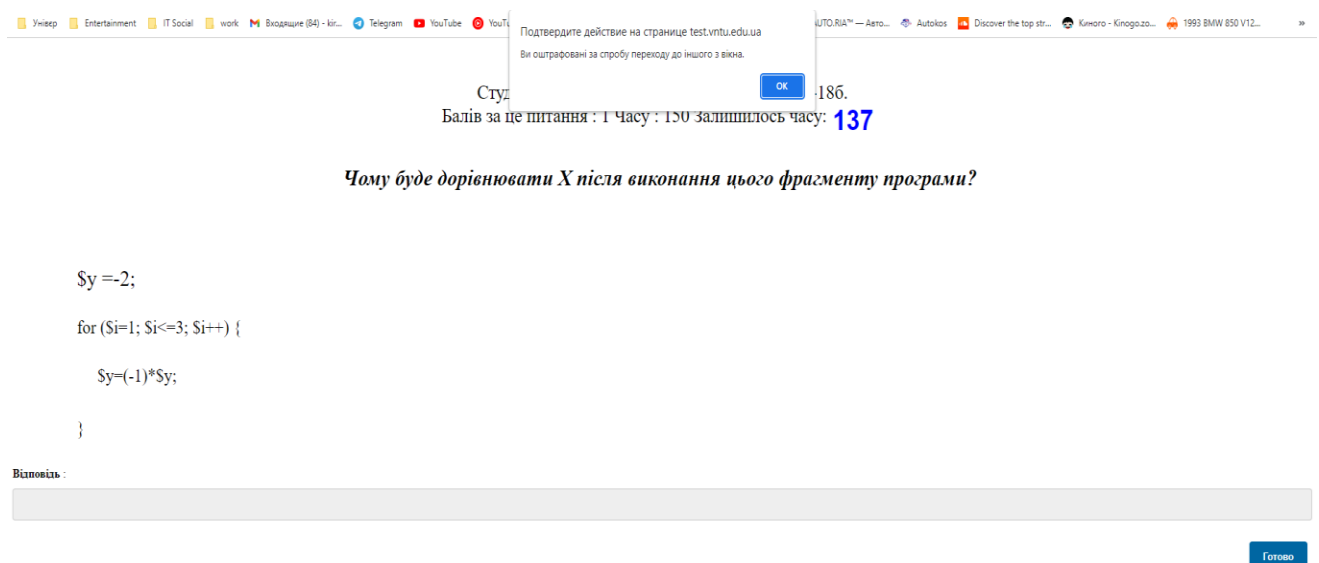 Універ Entertainment IT Social work Входящие (84) - kir... Telegram YouTube AUTO.RIA™ — Авто... Autokos Discover the top str... Киного - Kinogo.zo... 1993 BMW 850 V12... »
Подтвердите действие на странице test.vntu.edu.ua
Ви оштрафовані за спробу переходу до іншого з вікна.
ОК
-18б.
Балів за це питання : 1 Часу : 150 Залишилось часу: 137
Чому буде дорівнювати X після виконання цього фрагменту програми?
$y =-2;
for ($i=1; $i<=3; $i++) {
$y=(-1)*$y;
}
Відповідь :
Готово